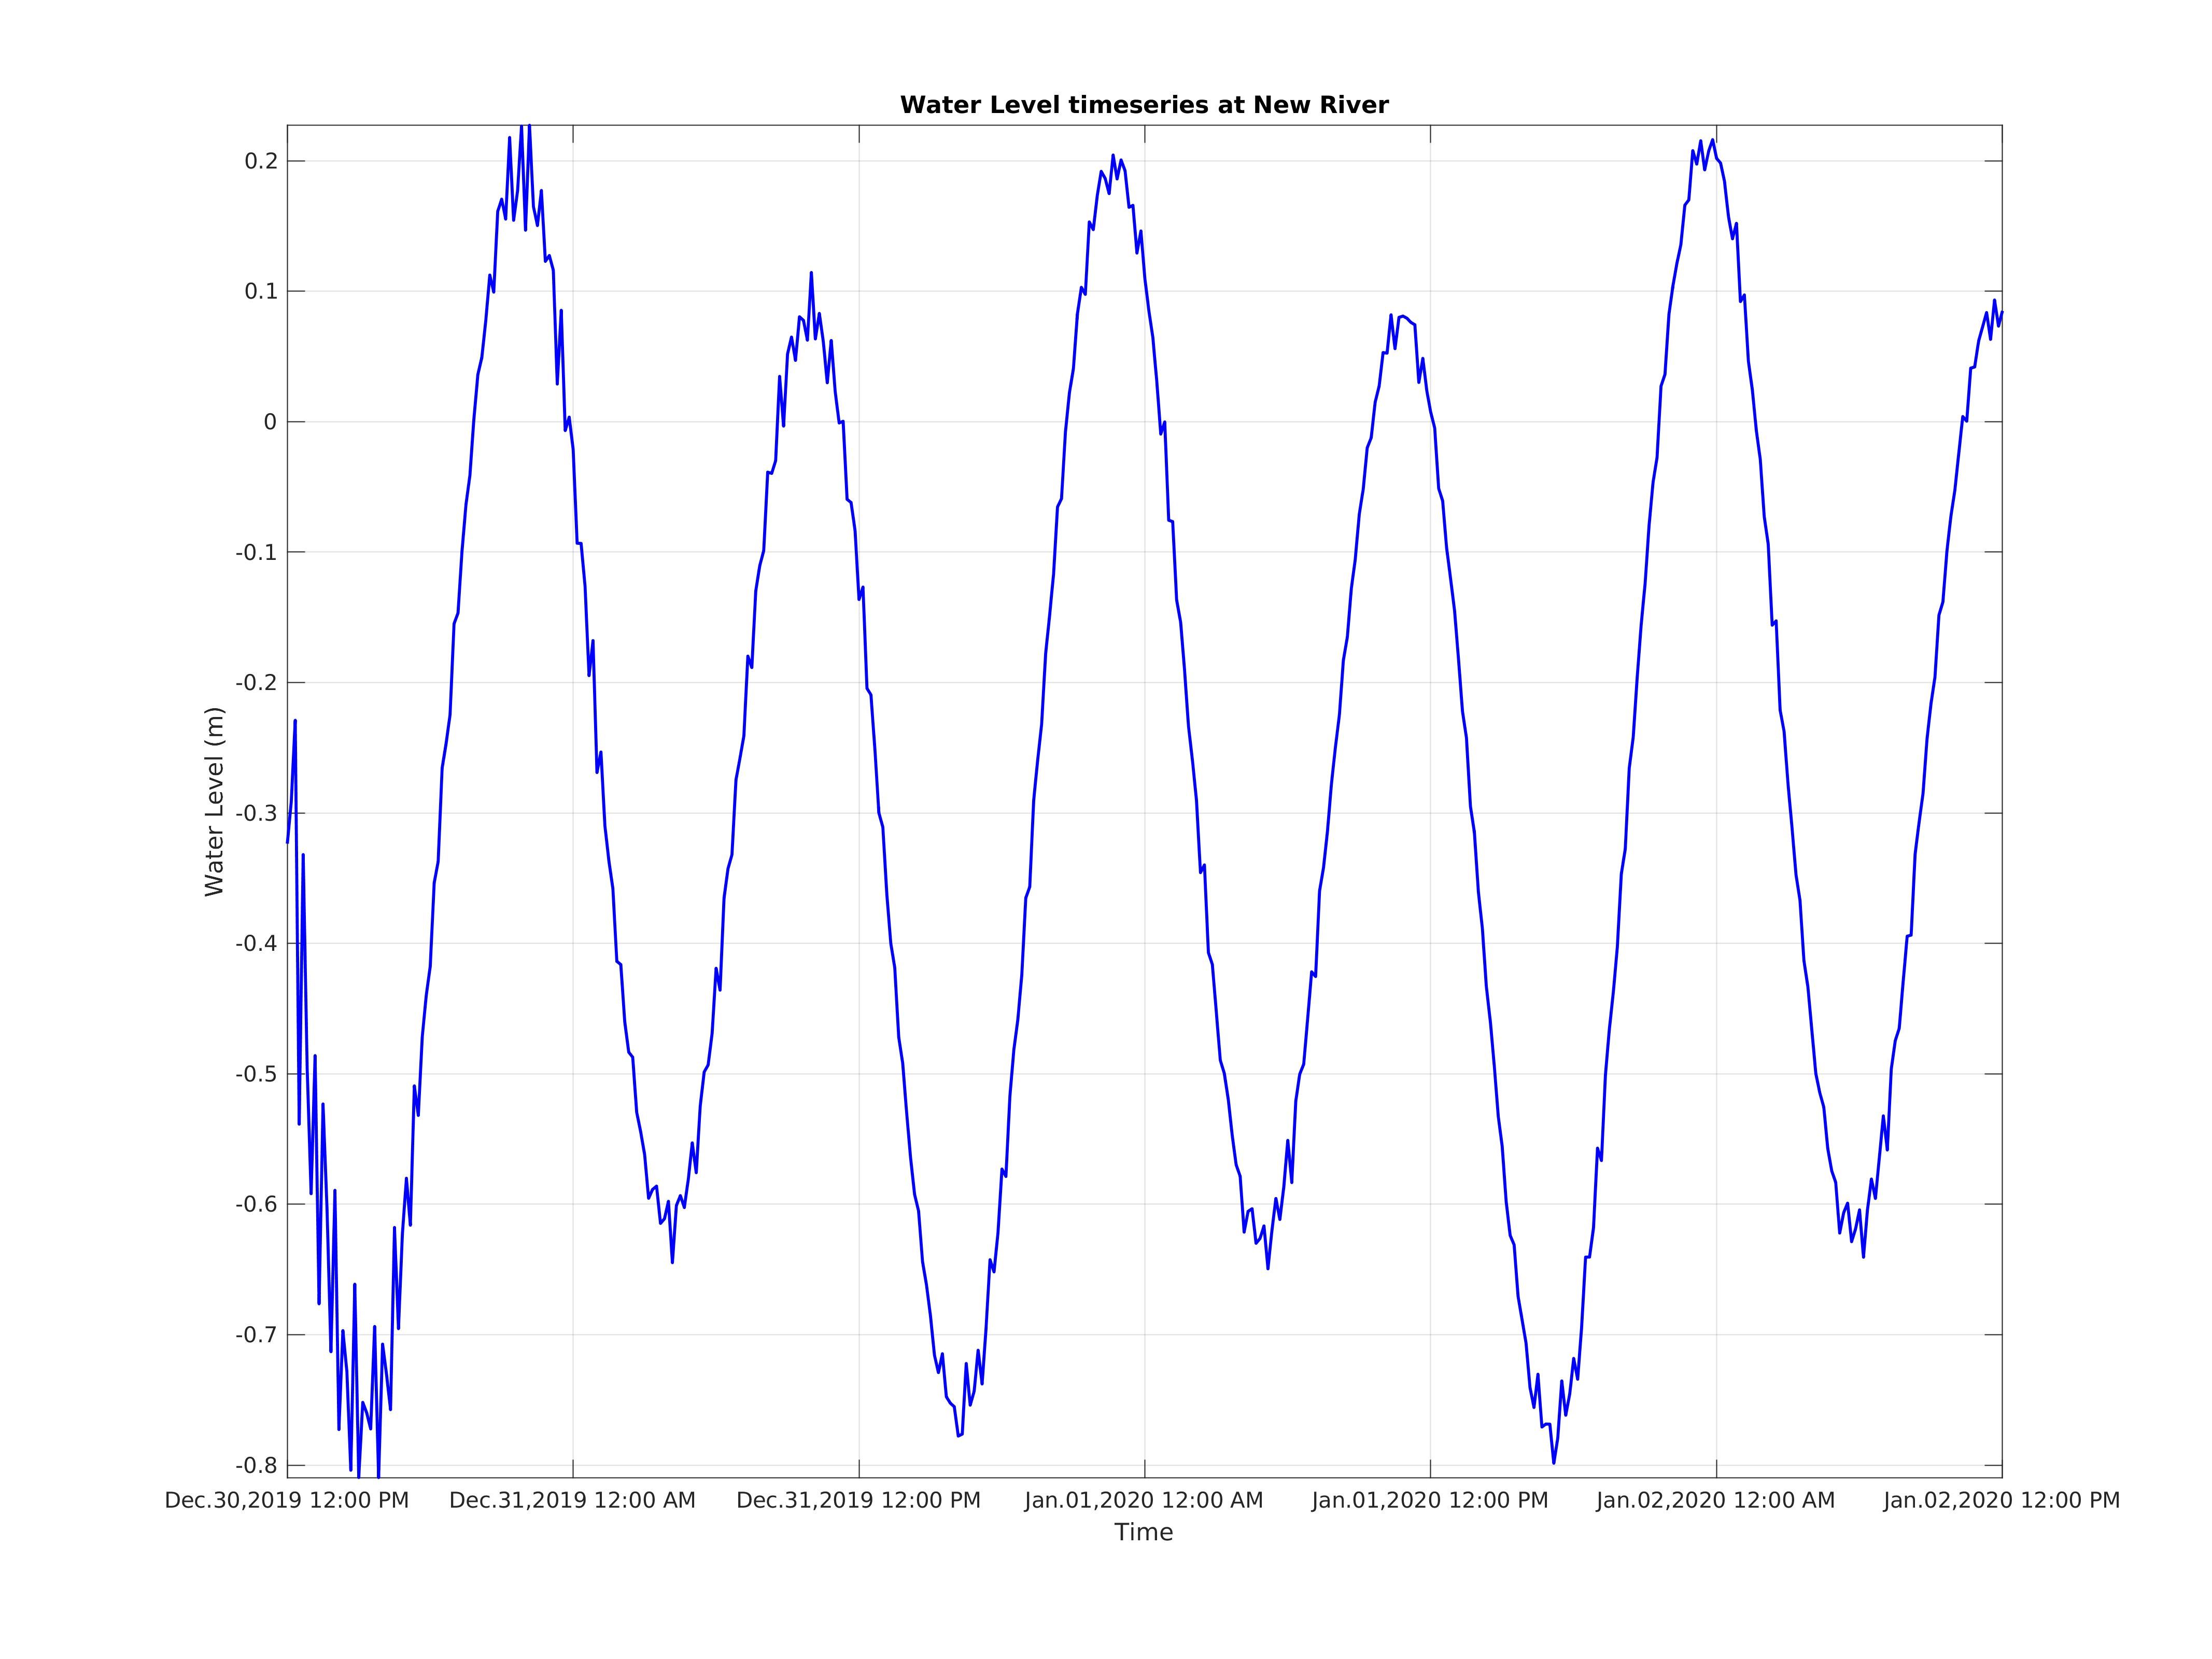 Water Level timeseries at New River
0.2
0.1
0
-0.1
-0.2
-0.3
-0.4
-0.5
-0.6
-0.7
-0.8
Water Level (m)
Dec.30,2019 12:00 PM Dec.31,2019 12:00 AM Dec.31,2019 12:00 PM Jan.01,2020 12:00 AM Jan.01,2020 12:00 PM Jan.02,2020 12:00 AM Jan.02,2020 12:00 PM
Time